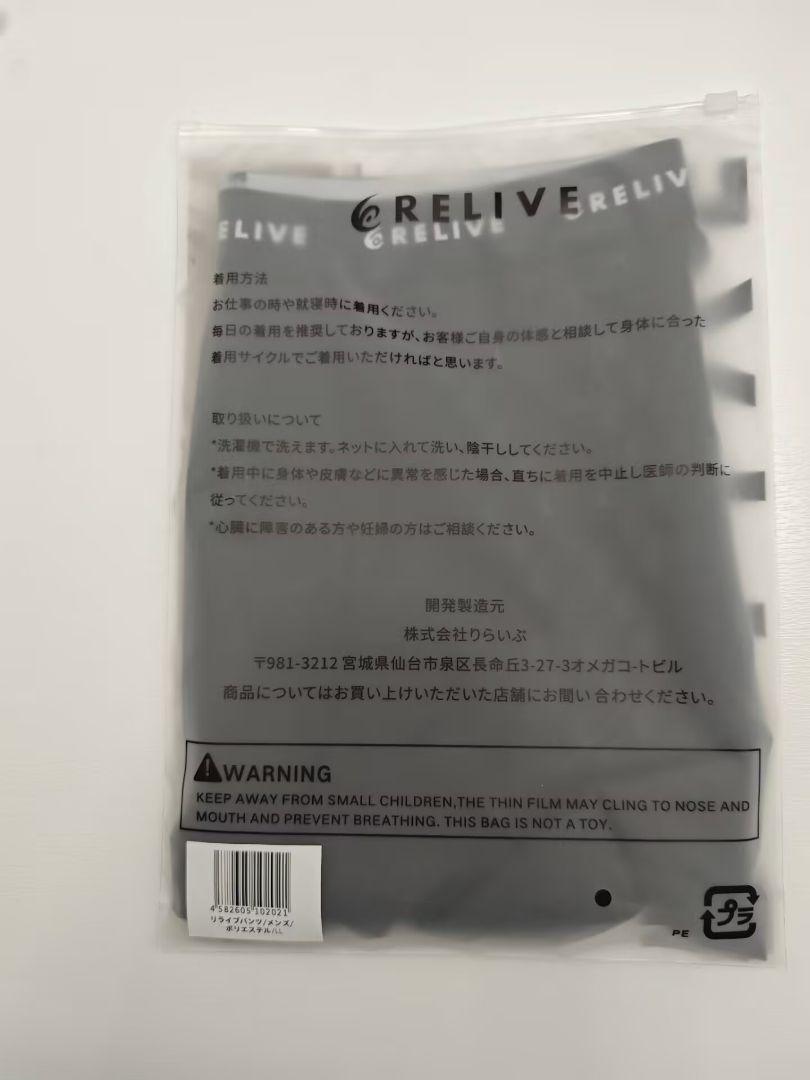 RELIVE
ELIVE RELIVE RELIV
着用方法
お仕事の時や就寝時に着用ください。
毎日の着用を推奨しておりますが、お客様ご自身の体感と相談して身体に合った
着用サイクルでご着用いただければと思います。
取り扱いについて
*洗濯機で洗えます。ネットに入れて洗い、陰干ししてください。
*着用中に身体や皮膚などに異常を感じた場合、直ちに着用を中止し医師の判断に
従ってください。
*心臓に障害のある方や妊婦の方はご相談ください。
開発製造元
株式会社りらいぶ
〒981-3212 宮城県仙台市泉区長命丘3-27-3オメガコートビル
商品についてはお買い上げいただいた店舗にお問い合わせください。
WARNING
KEEP AWAY FROM SMALL CHILDREN,THE THIN FILM MAY CLING TO NOSE AND
MOUTH AND PREVENT BREATHING. THIS BAG IS NOT A TOY.
4 582605 102021
リライブパンツ/メンズ/
ポリエステル/LL
PE
プラ